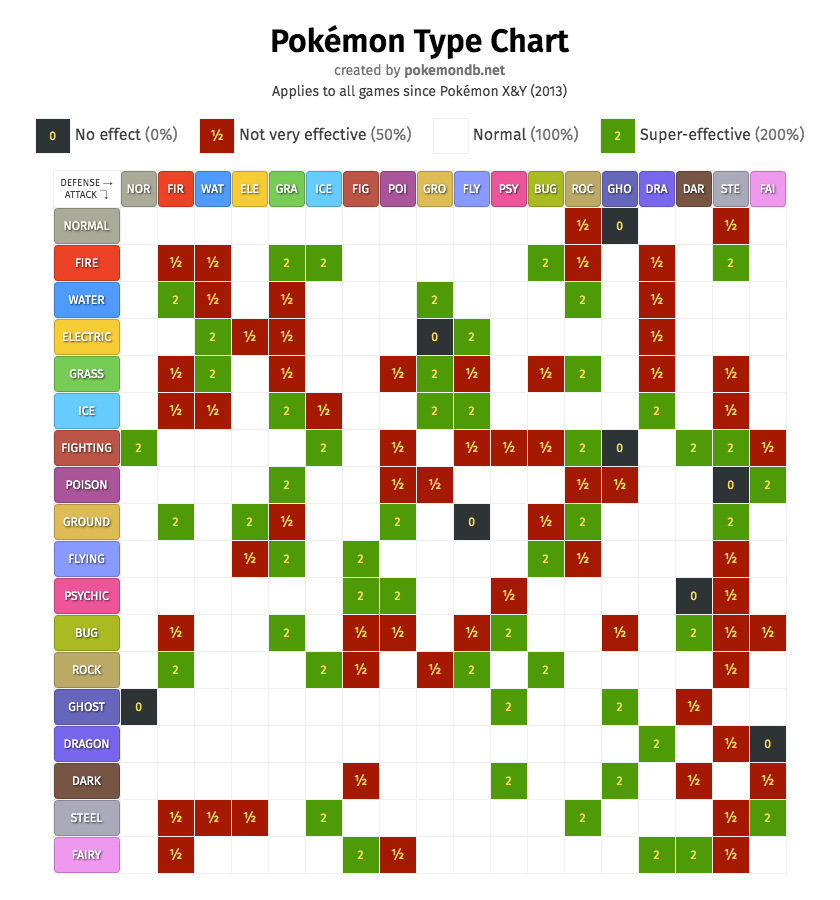 Pokémon Type Chart
created by pokemondb.net
Applies to all games since Pokémon X&Y (2013)
0 No effect (0%) ½ Not very effective (50%) Normal (100%) 2 Super-effective (200%)
DEFENSE → NOR FIR WAT ELE GRA ICE FIG POI GRO FLY PSY BUG ROC GHO DRA DAR STE FAI
ATTACK ⤵
NORMAL ½ 0 ½
FIRE ½ ½ 2 2 2 ½ ½ 2
WATER 2 ½ ½ 2 2 ½
ELECTRIC 2 ½ ½ 0 2 ½
GRASS ½ 2 ½ ½ 2 ½ ½ 2 ½ ½
ICE ½ ½ 2 ½ 2 2 2 ½
FIGHTING 2 2 ½ ½ ½ ½ 2 0 2 2 ½
POISON 2 ½ ½ ½ ½ 0 2
GROUND 2 2 ½ 2 0 ½ 2 2
FLYING ½ 2 2 2 ½ ½
PSYCHIC 2 2 ½ 0 ½
BUG ½ 2 ½ ½ ½ 2 ½ 2 ½ ½
ROCK 2 2 ½ ½ 2 2 ½
GHOST 0 2 2 ½
DRAGON 2 ½ 0
DARK ½ 2 2 ½ ½
STEEL ½ ½ ½ 2 2 ½ 2
FAIRY ½ 2 ½ 2 2 ½